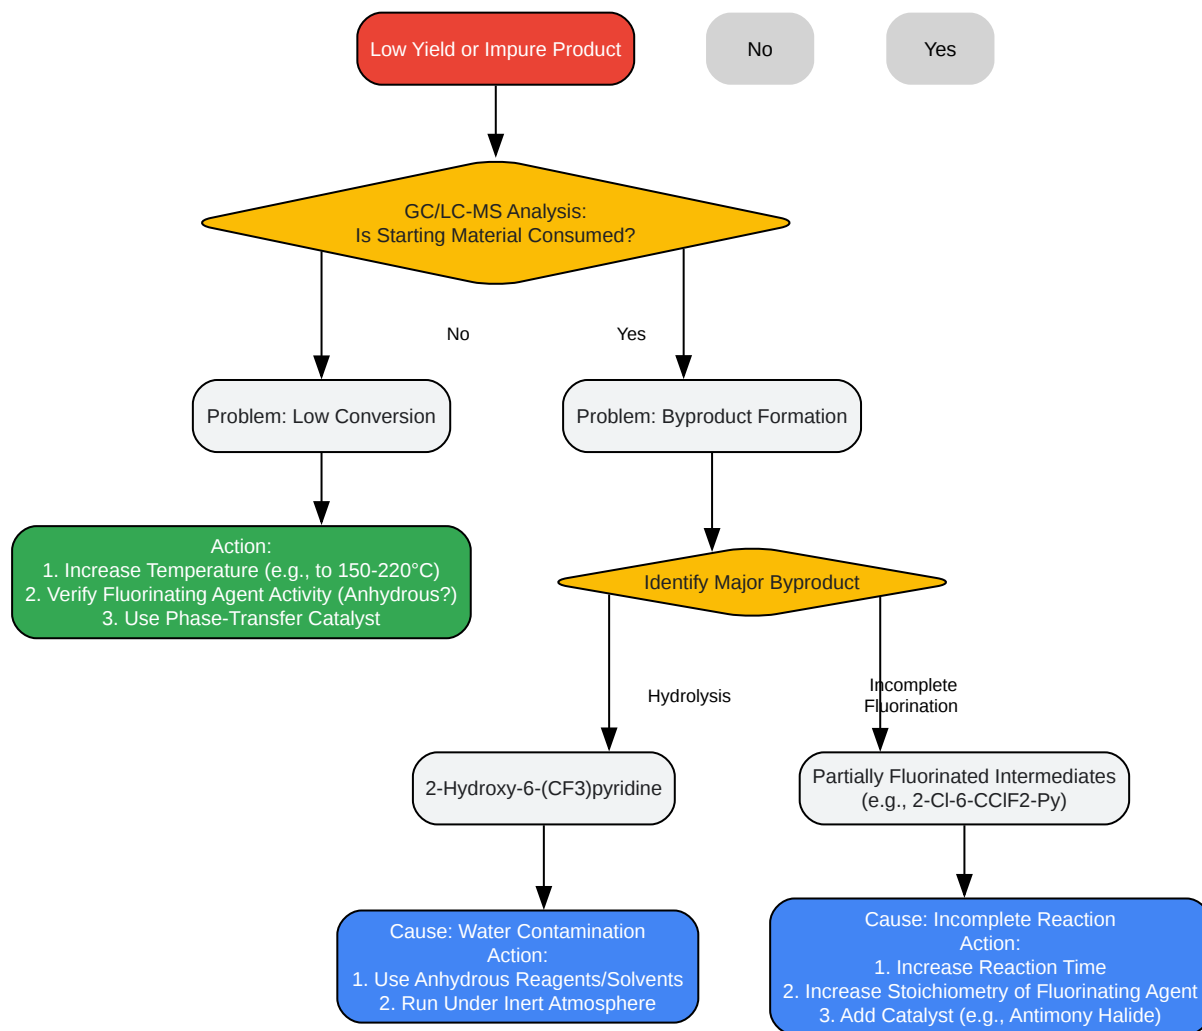 Low Yield or Impure Product
No
Yes
GC/LC-MS Analysis:
Is Starting Material Consumed?
No
Yes
Problem: Low Conversion
Problem: Byproduct Formation
Action:
1. Increase Temperature (e.g., to 150-220°C)
2. Verify Fluorinating Agent Activity (Anhydrous?)
3. Use Phase-Transfer Catalyst
Identify Major Byproduct
Hydrolysis
Incomplete
Fluorination
2-Hydroxy-6-(CF3)pyridine
Partially Fluorinated Intermediates
(e.g., 2-Cl-6-CClF2-Py)
Cause: Water Contamination
Action:
1. Use Anhydrous Reagents/Solvents
2. Run Under Inert Atmosphere
Cause: Incomplete Reaction
Action:
1. Increase Reaction Time
2. Increase Stoichiometry of Fluorinating Agent
3. Add Catalyst (e.g., Antimony Halide)